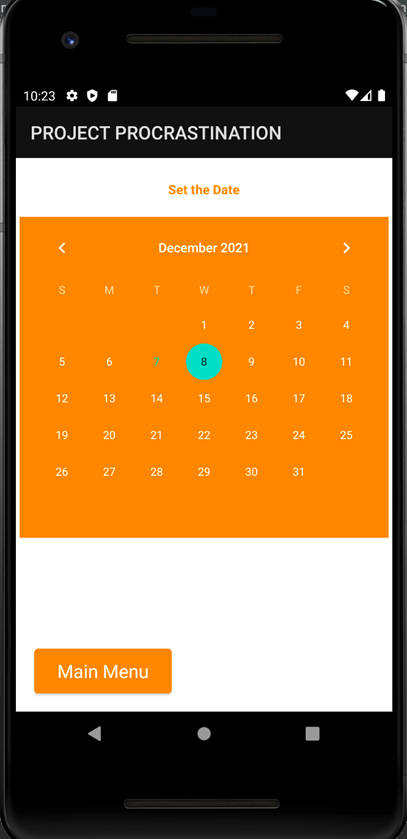 10:23
PROJECT PROCRASTINATION
Set the Date
December 2021
S M T W T F S
1 2 3 4
5 6 7 8 9 10 11
12 13 14 15 16 17 18
19 20 21 22 23 24 25
26 27 28 29 30 31
Main Menu